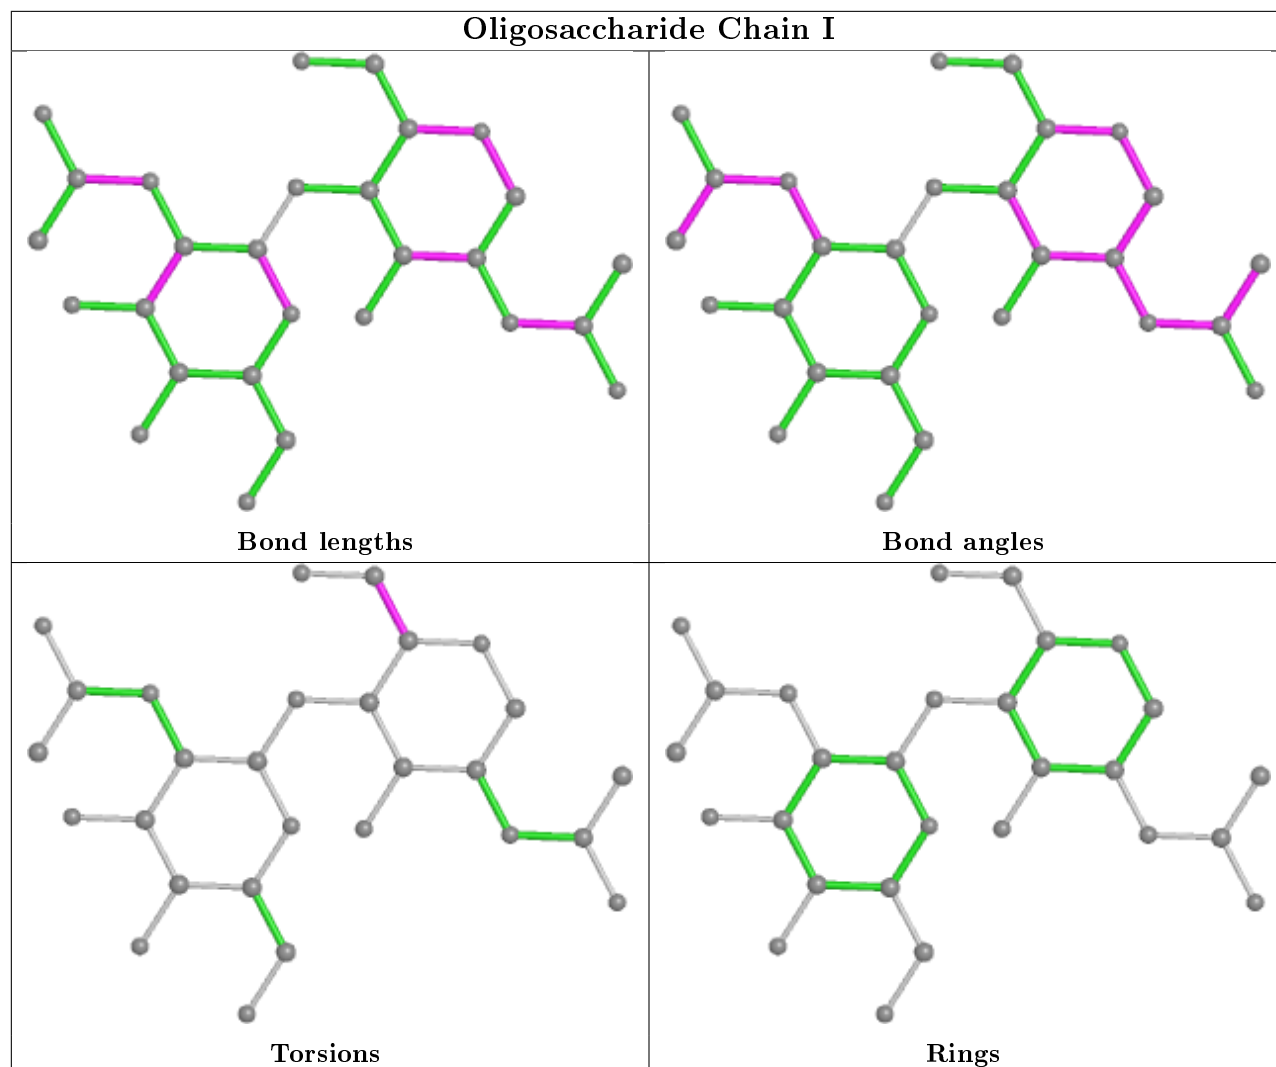 Oligosaccharide Chain I
Bond lengths
Bond angles
Torsions
Rings